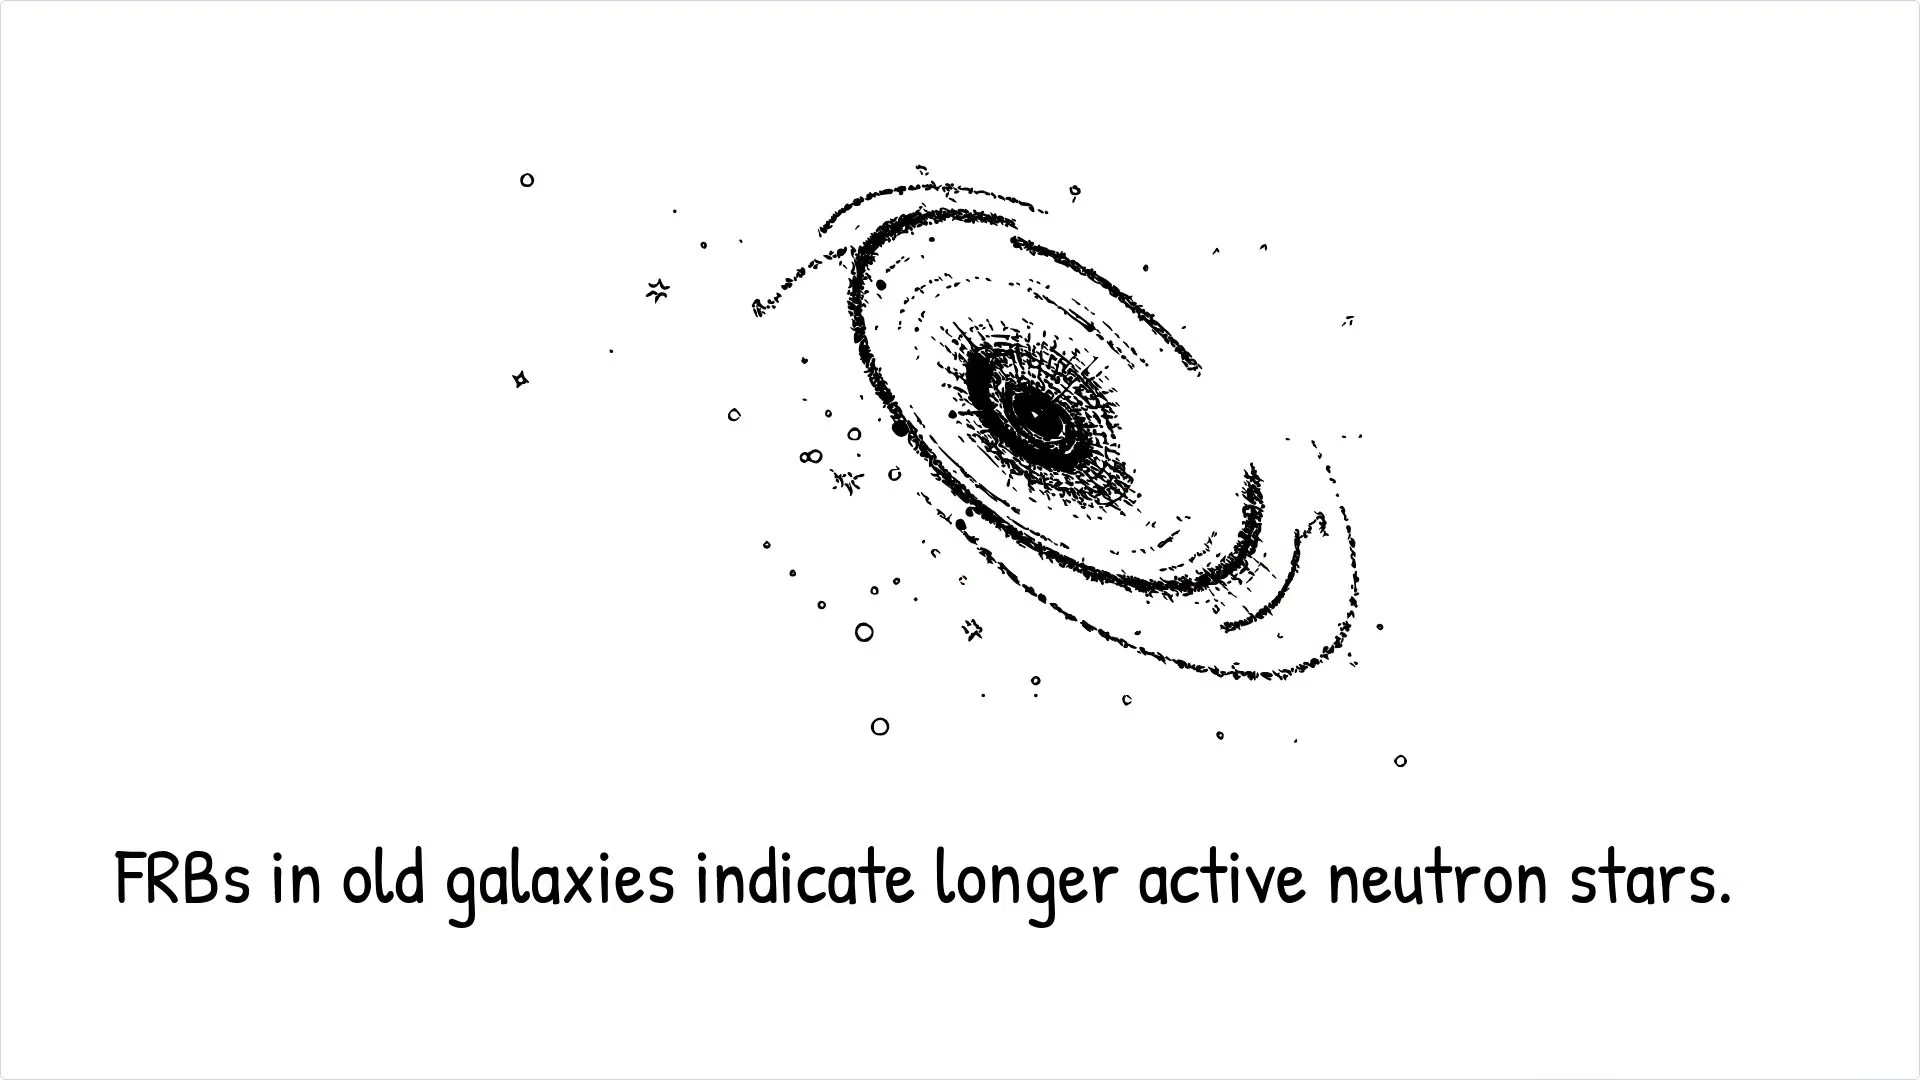 FRBs in old galaxies indicate longer active neutron stars.